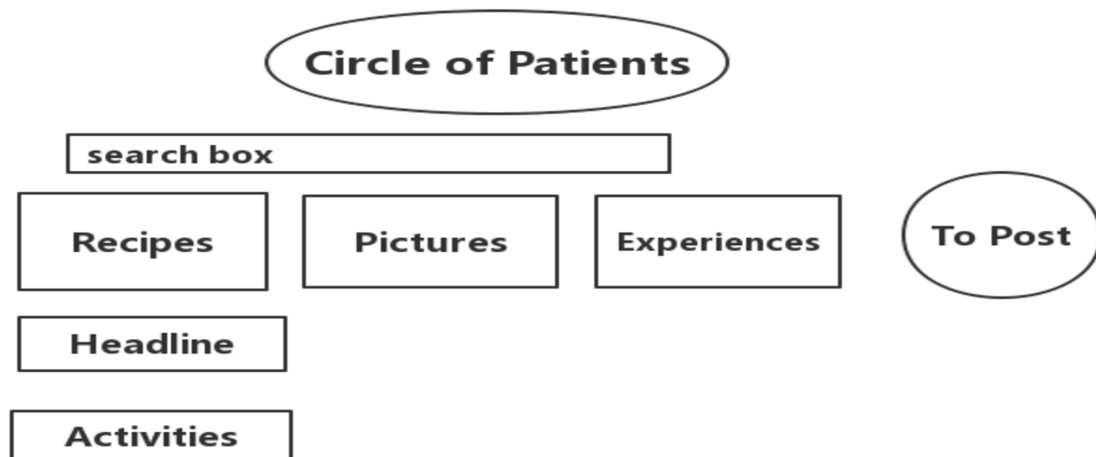 Circle of Patients
search box
Recipes
Pictures
Experiences
To Post
Headline
Activities